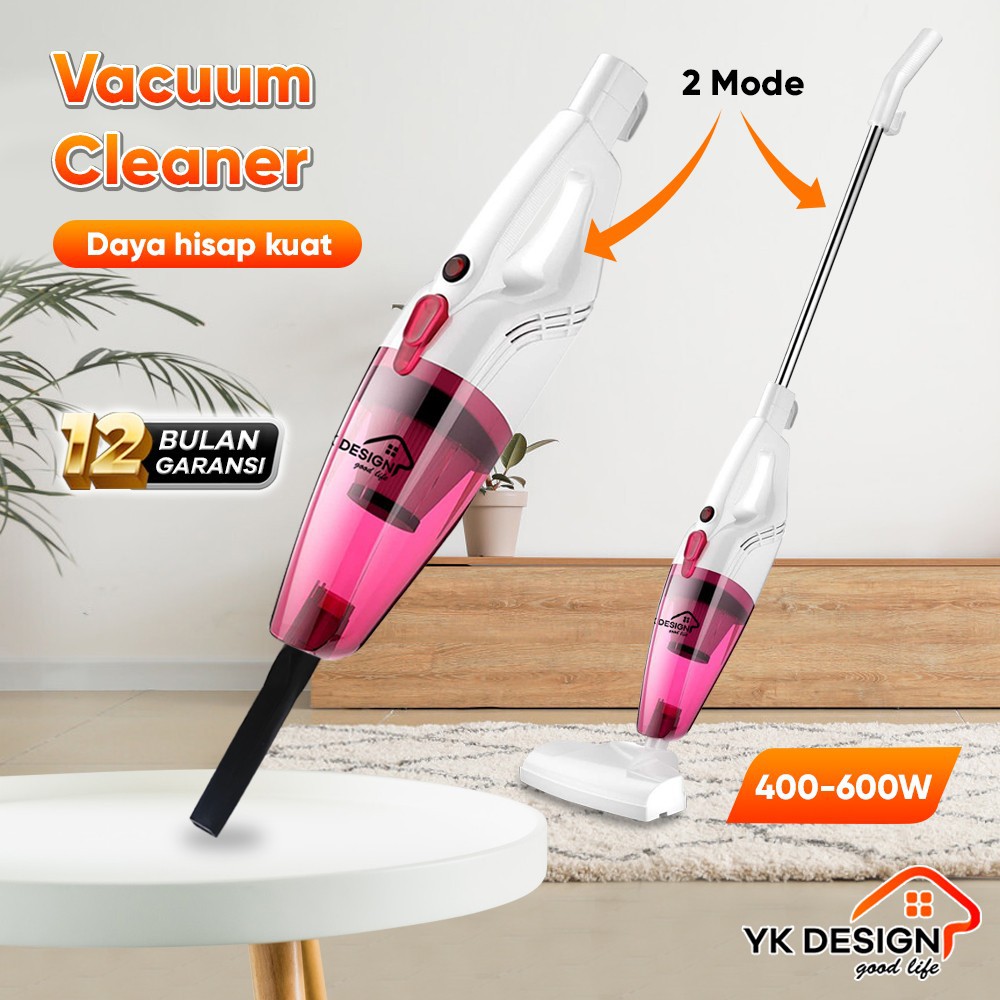 Vacuum
Cleaner
Daya hisap kuat
2 Mode
12 BULAN
GARANSI
DESIGN
good life
DESIGN
good life
400-600W
YK DESIGN
good life